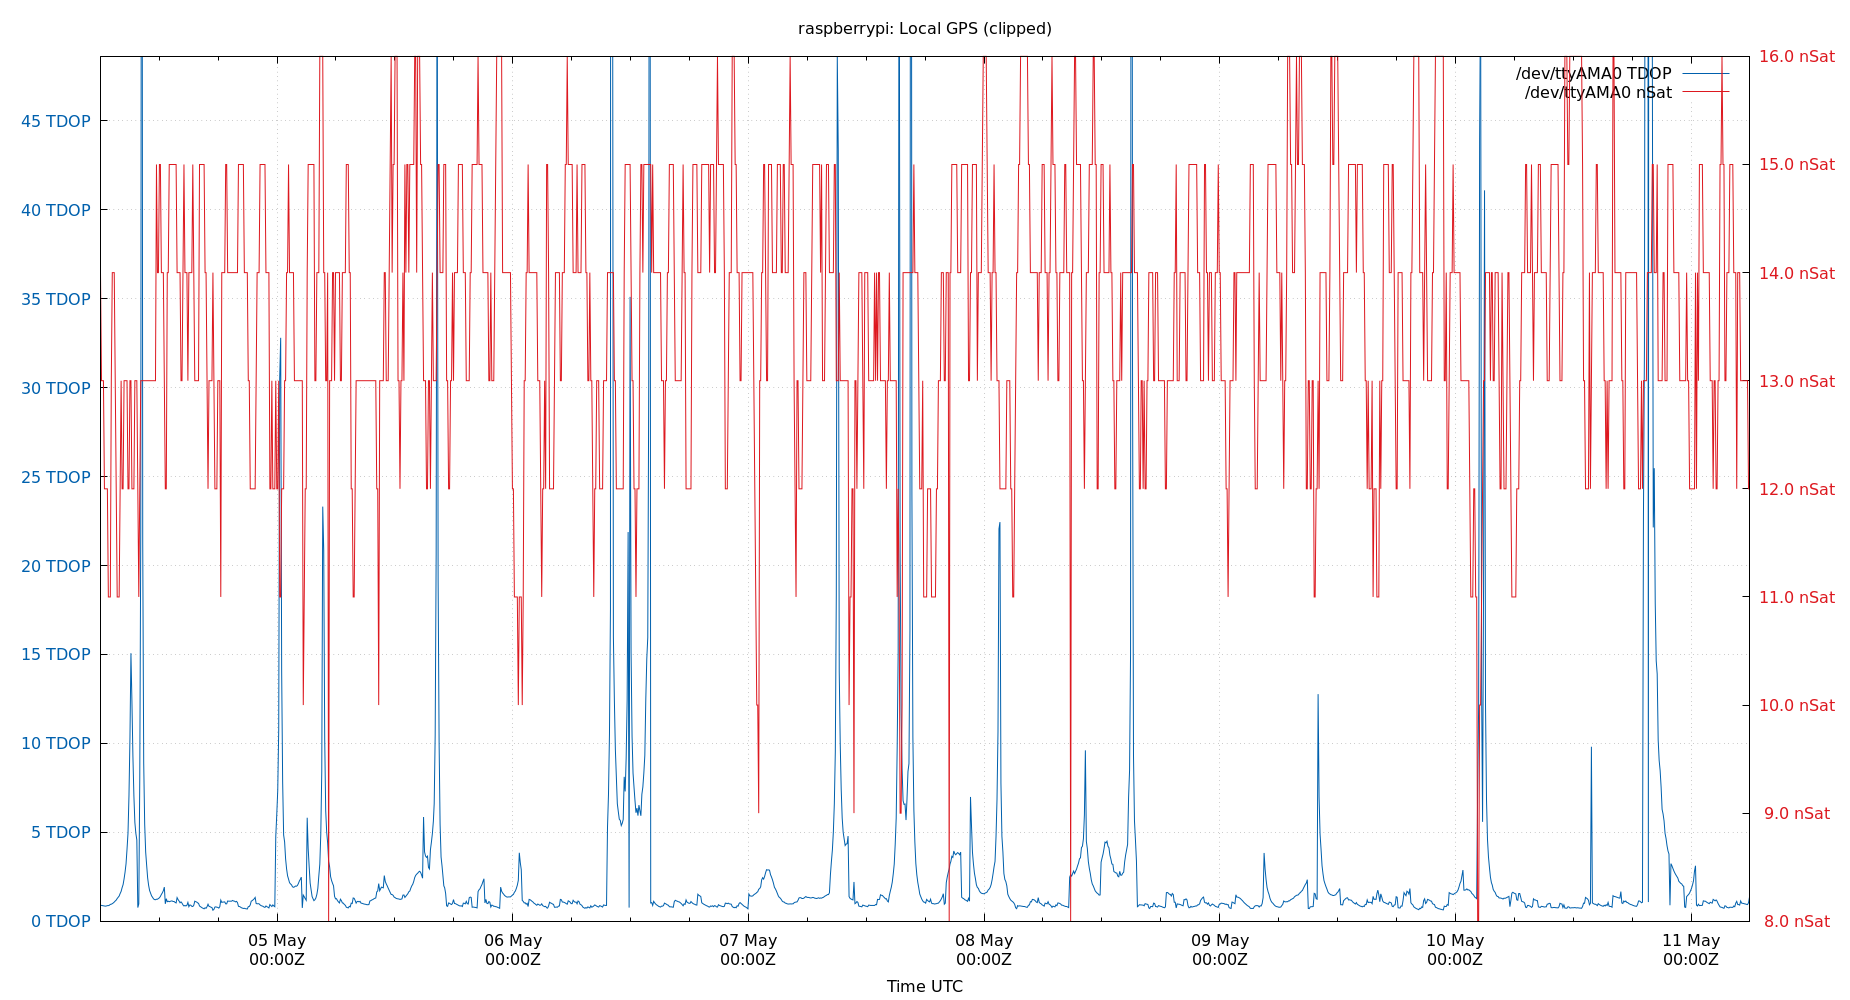 raspberrypi: Local GPS (clipped)
16.0 nSat
/dev/ttyAMA0 TDOP
/dev/ttyAMA0 nSat
45 TDOP
15.0 nSat
40 TDOP
14.0 nSat
35 TDOP
30 TDOP
13.0 nSat
25 TDOP
12.0 nSat
20 TDOP
11.0 nSat
15 TDOP
10.0 nSat
10 TDOP
9.0 nSat
5 TDOP
0 TDOP
8.0 nSat
05 May 06 May 07 May 08 May 09 May 10 May 11 May
00:00Z 00:00Z 00:00Z 00:00Z 00:00Z 00:00Z 00:00Z
Time UTC